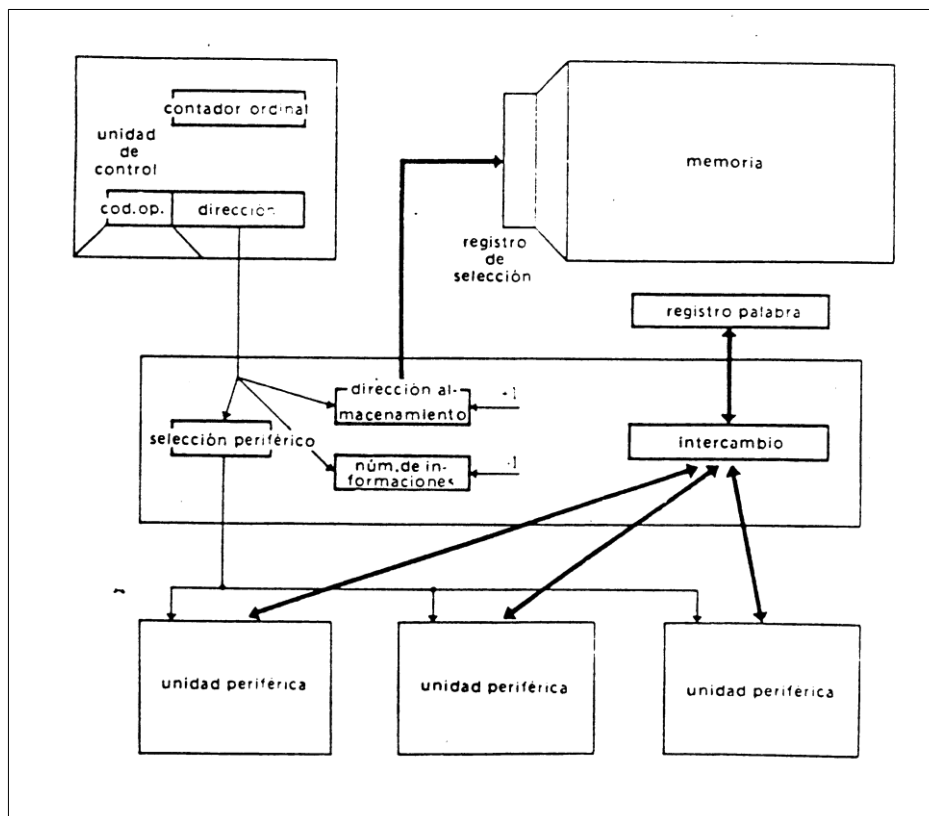 contador ordinal
unidad
de
control
cod.op.
dirección
memoria
registro
de
selección
registro palabra
dirección al-
macenamiento
+1
selección periférico
intercambio
núm.de in-
formaciones
-1
unidad periférica
unidad periférica
unidad periférica